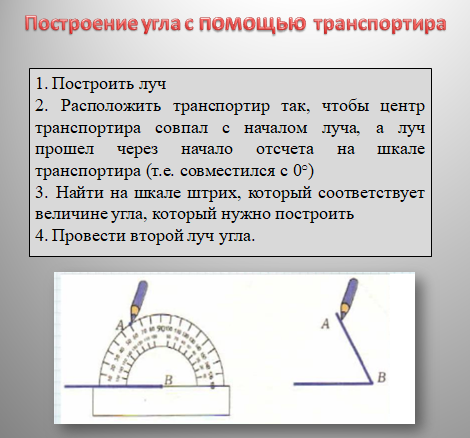 Построение угла с помощью транспортира
1. Построить луч
2. Расположить транспортир так, чтобы центр
транспортира совпал с началом луча, а луч
прошел через начало отсчета на шкале
транспортира (т.е. совместился с 0°)
3. Найти на шкале штрих, который соответствует
величине угла, который нужно построить
4. Провести второй луч угла.
A
90
B
A
B